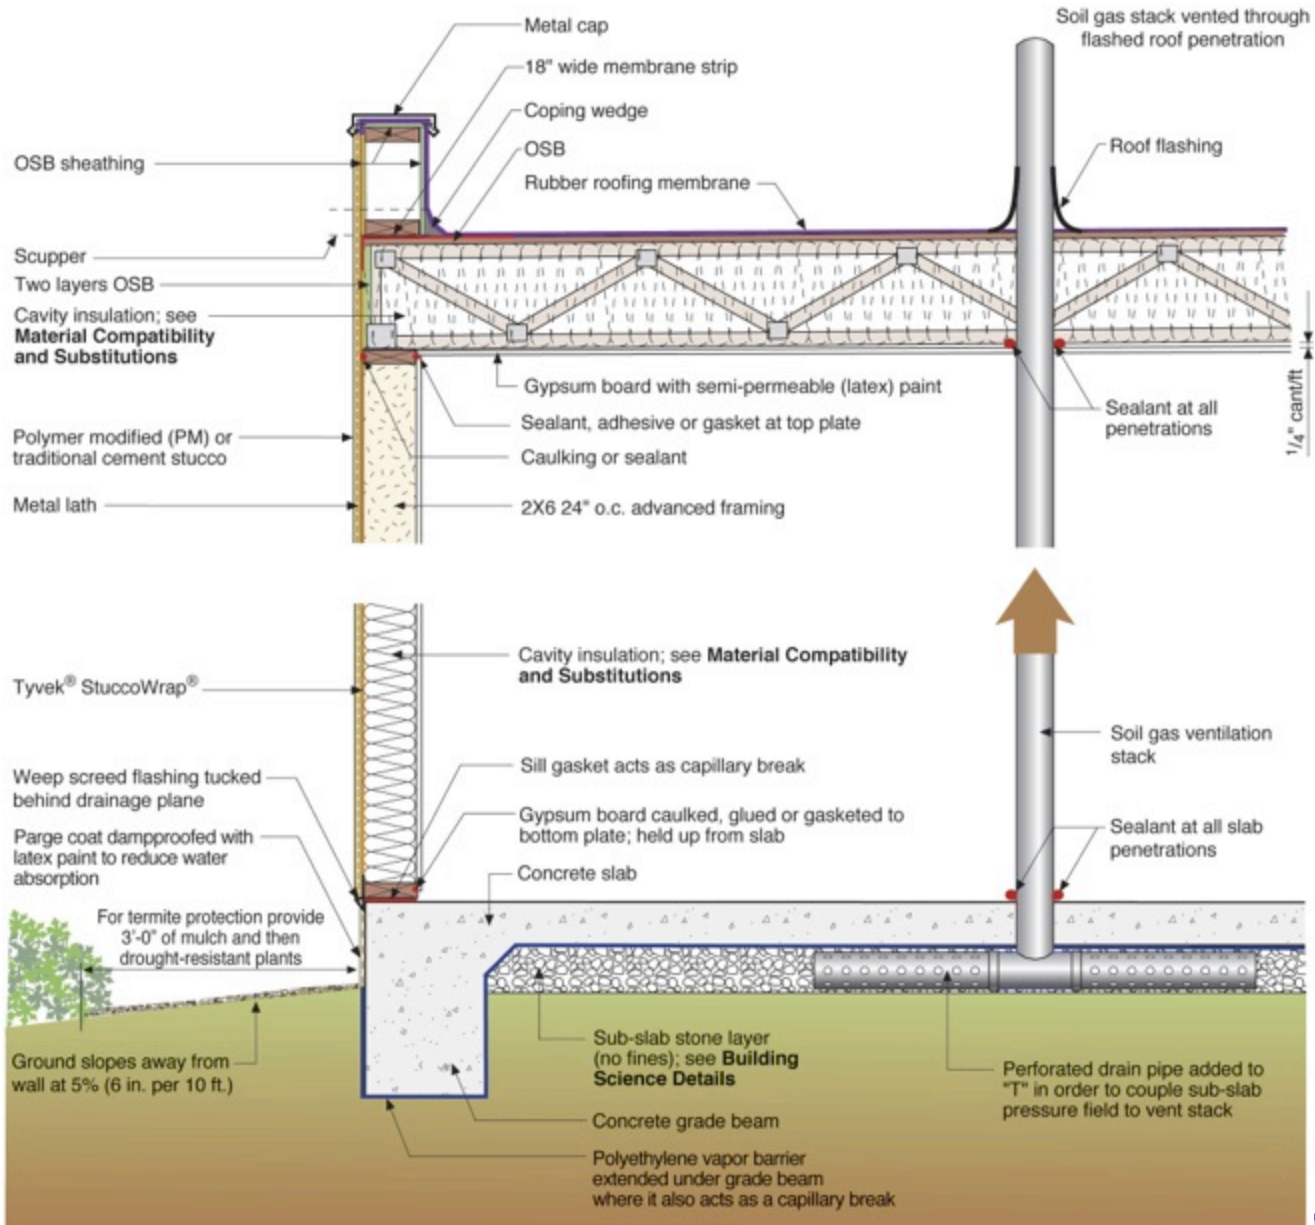 Metal cap
18" wide membrane strip
Coping wedge
OSB
Rubber roofing membrane
Soil gas stack vented through
flashed roof penetration
Roof flashing
OSB sheathing
Scupper
Two layers OSB
Cavity insulation; see
Material Compatibility
and Substitutions
Gypsum board with semi-permeable (latex) paint
Sealant, adhesive or gasket at top plate
Caulking or sealant
2X6 24" o.c. advanced framing
Sealant at all
penetrations
1/4" cant/ft
Polymer modified (PM) or
traditional cement stucco
Metal lath
Cavity insulation; see Material Compatibility
and Substitutions
Tyvek® StuccoWrap®
Soil gas ventilation
stack
Weep screed flashing tucked
behind drainage plane
Sill gasket acts as capillary break
Gypsum board caulked, glued or gasketed to
bottom plate; held up from slab
Parge coat dampproofed with
latex paint to reduce water
absorption
Concrete slab
Sealant at all slab
penetrations
For termite protection provide
3'-0" of mulch and then
drought-resistant plants
Ground slopes away from
wall at 5% (6 in. per 10 ft.)
Sub-slab stone layer
(no fines); see Building
Science Details
Perforated drain pipe added to
"T" in order to couple sub-slab
pressure field to vent stack
Concrete grade beam
Polyethylene vapor barrier
extended under grade beam
where it also acts as a capillary break